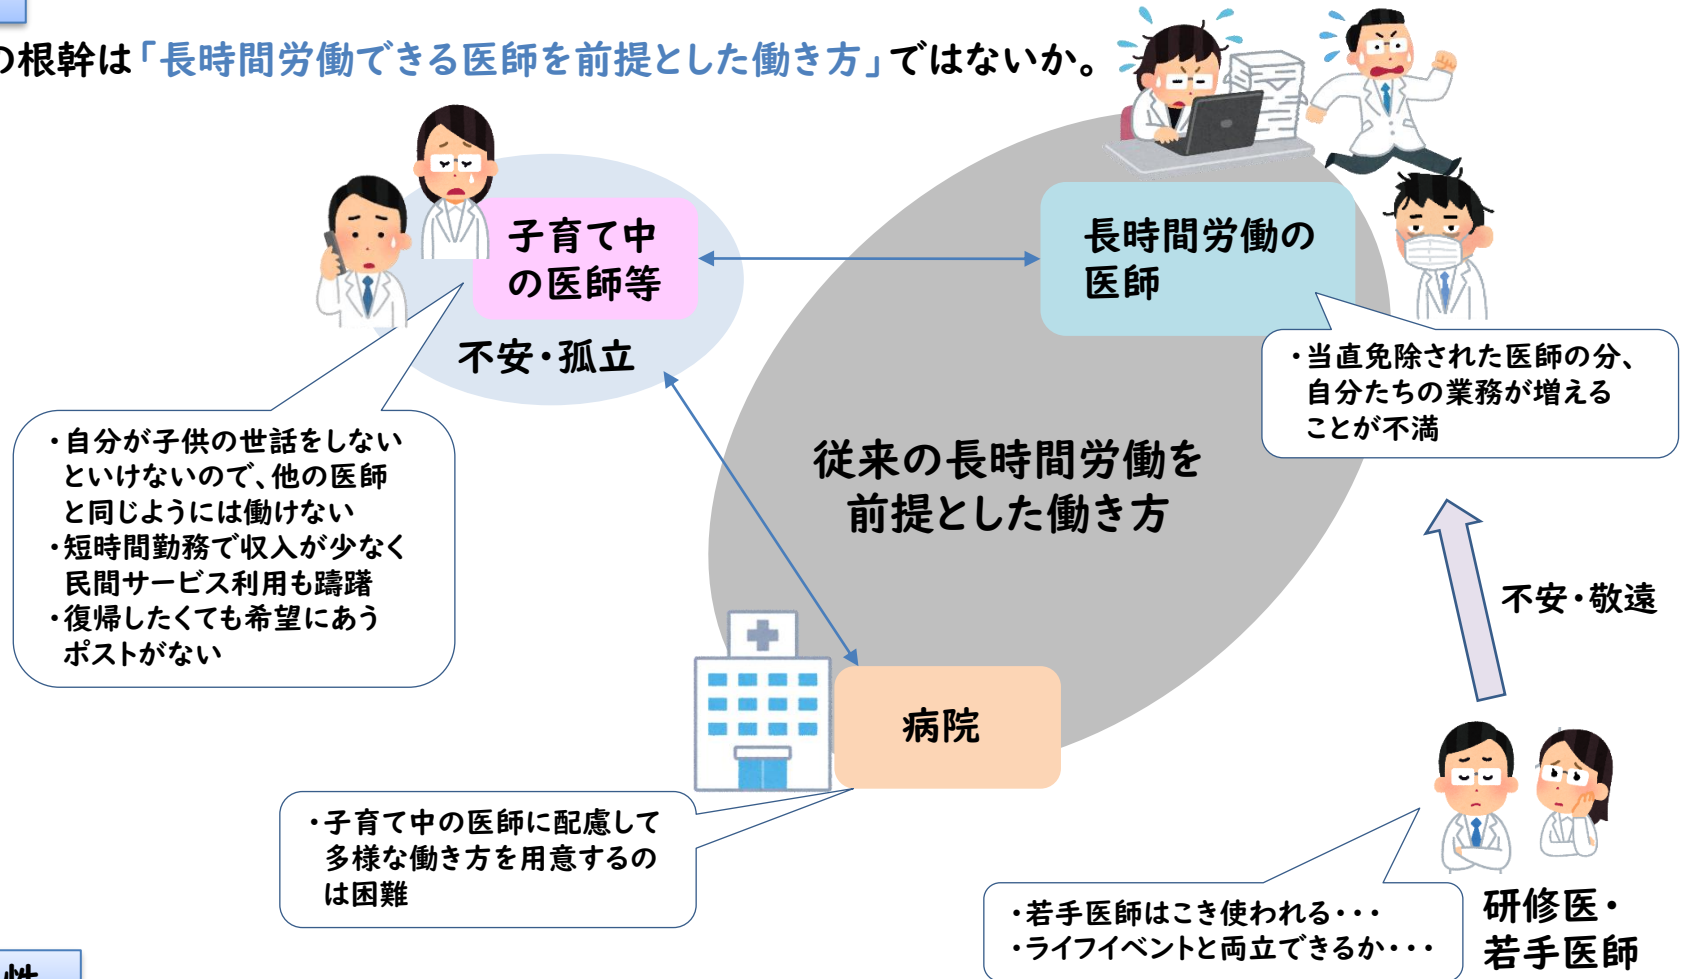 の根幹は「長時間労働できる医師を前提とした働き方」ではないか。
子育て中
の医師等
不安・孤立
長時間労働の
医師
・当直免除された医師の分、
自分たちの業務が増える
ことが不満
・自分が子供の世話をしない
といけないので、他の医師
と同じようには働けない
・短時間勤務で収入が少なく
民間サービス利用も躊躇
・復帰したくても希望にあう
ポストがない
従来の長時間労働を
前提とした働き方
不安・敬遠
病院
・子育て中の医師に配慮して
多様な働き方を用意するの
は困難
・若手医師はこき使われる・・・
・ライフイベントと両立できるか・・・
研修医・
若手医師
性